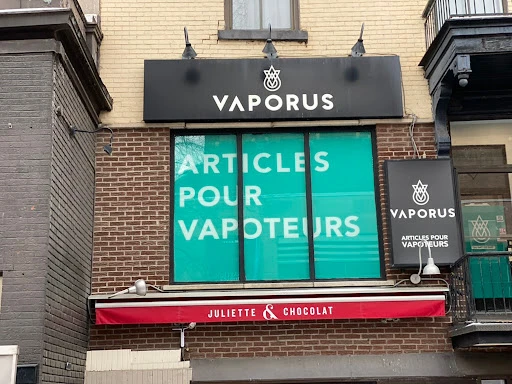 VAPORUS
ARTICLES
POUR
VAPOTEURS
VAPORUS
ARTICLES POUR
VAPOTEURS
JULIETTE & CHOCOLAT